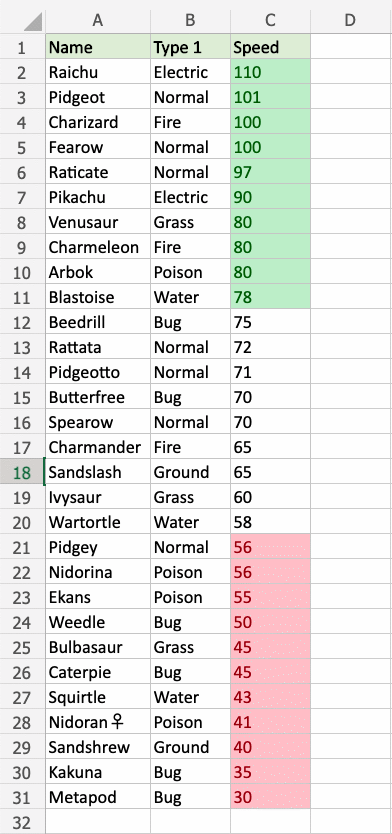 A B C D
1 Name Type 1 Speed
2 Raichu Electric 110
3 Pidgeot Normal 101
4 Charizard Fire 100
5 Fearow Normal 100
6 Raticate Normal 97
7 Pikachu Electric 90
8 Venusaur Grass 80
9 Charmeleon Fire 80
10 Arbok Poison 80
11 Blastoise Water 78
12 Beedrill Bug 75
13 Rattata Normal 72
14 Pidgeotto Normal 71
15 Butterfree Bug 70
16 Spearow Normal 70
17 Charmander Fire 65
18 Sandslash Ground 65
19 Ivysaur Grass 60
20 Wartortle Water 58
21 Pidgey Normal 56
22 Nidorina Poison 56
23 Ekans Poison 55
24 Weedle Bug 50
25 Bulbasaur Grass 45
26 Caterpie Bug 45
27 Squirtle Water 43
28 Nidoran♀ Poison 41
29 Sandshrew Ground 40
30 Kakuna Bug 35
31 Metapod Bug 30
32